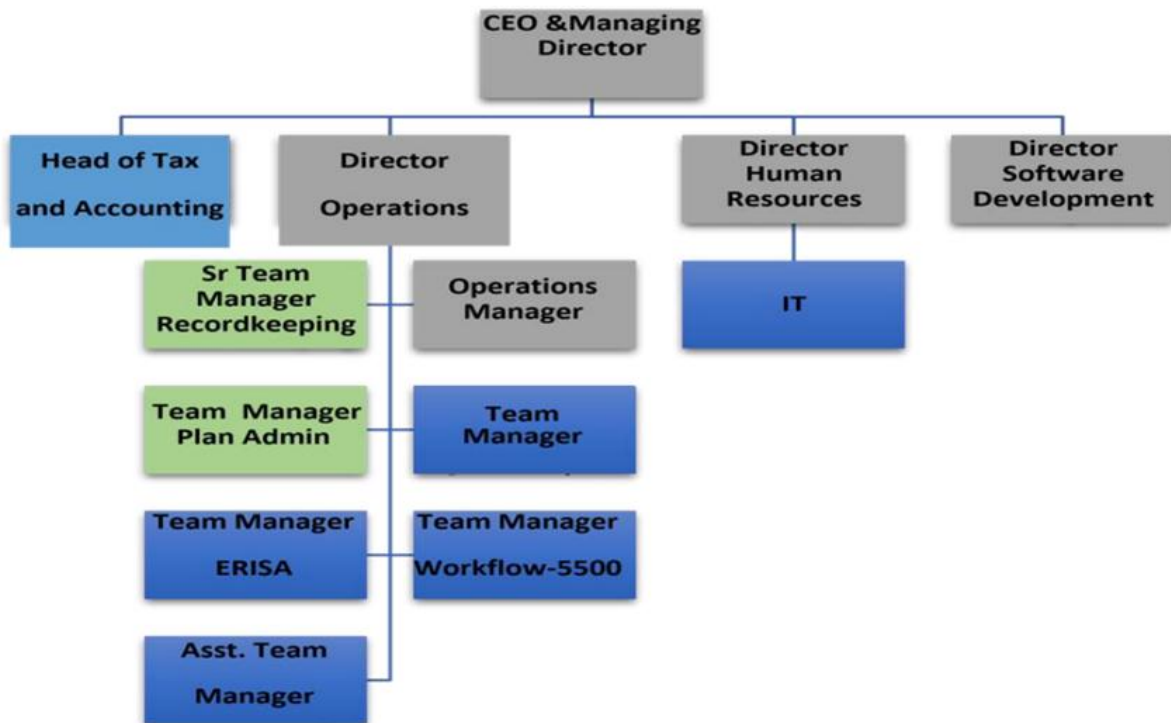 CEO &Managing
Director
Head of Tax
and Accounting
Director
Operations
Director
Human
Resources
Director
Software
Development
Sr Team
Manager
Recordkeeping
Operations
Manager
IT
Team  Manager
Plan Admin
Team
Manager
Team Manager
ERISA
Team Manager
Workflow-5500
Asst. Team
Manager